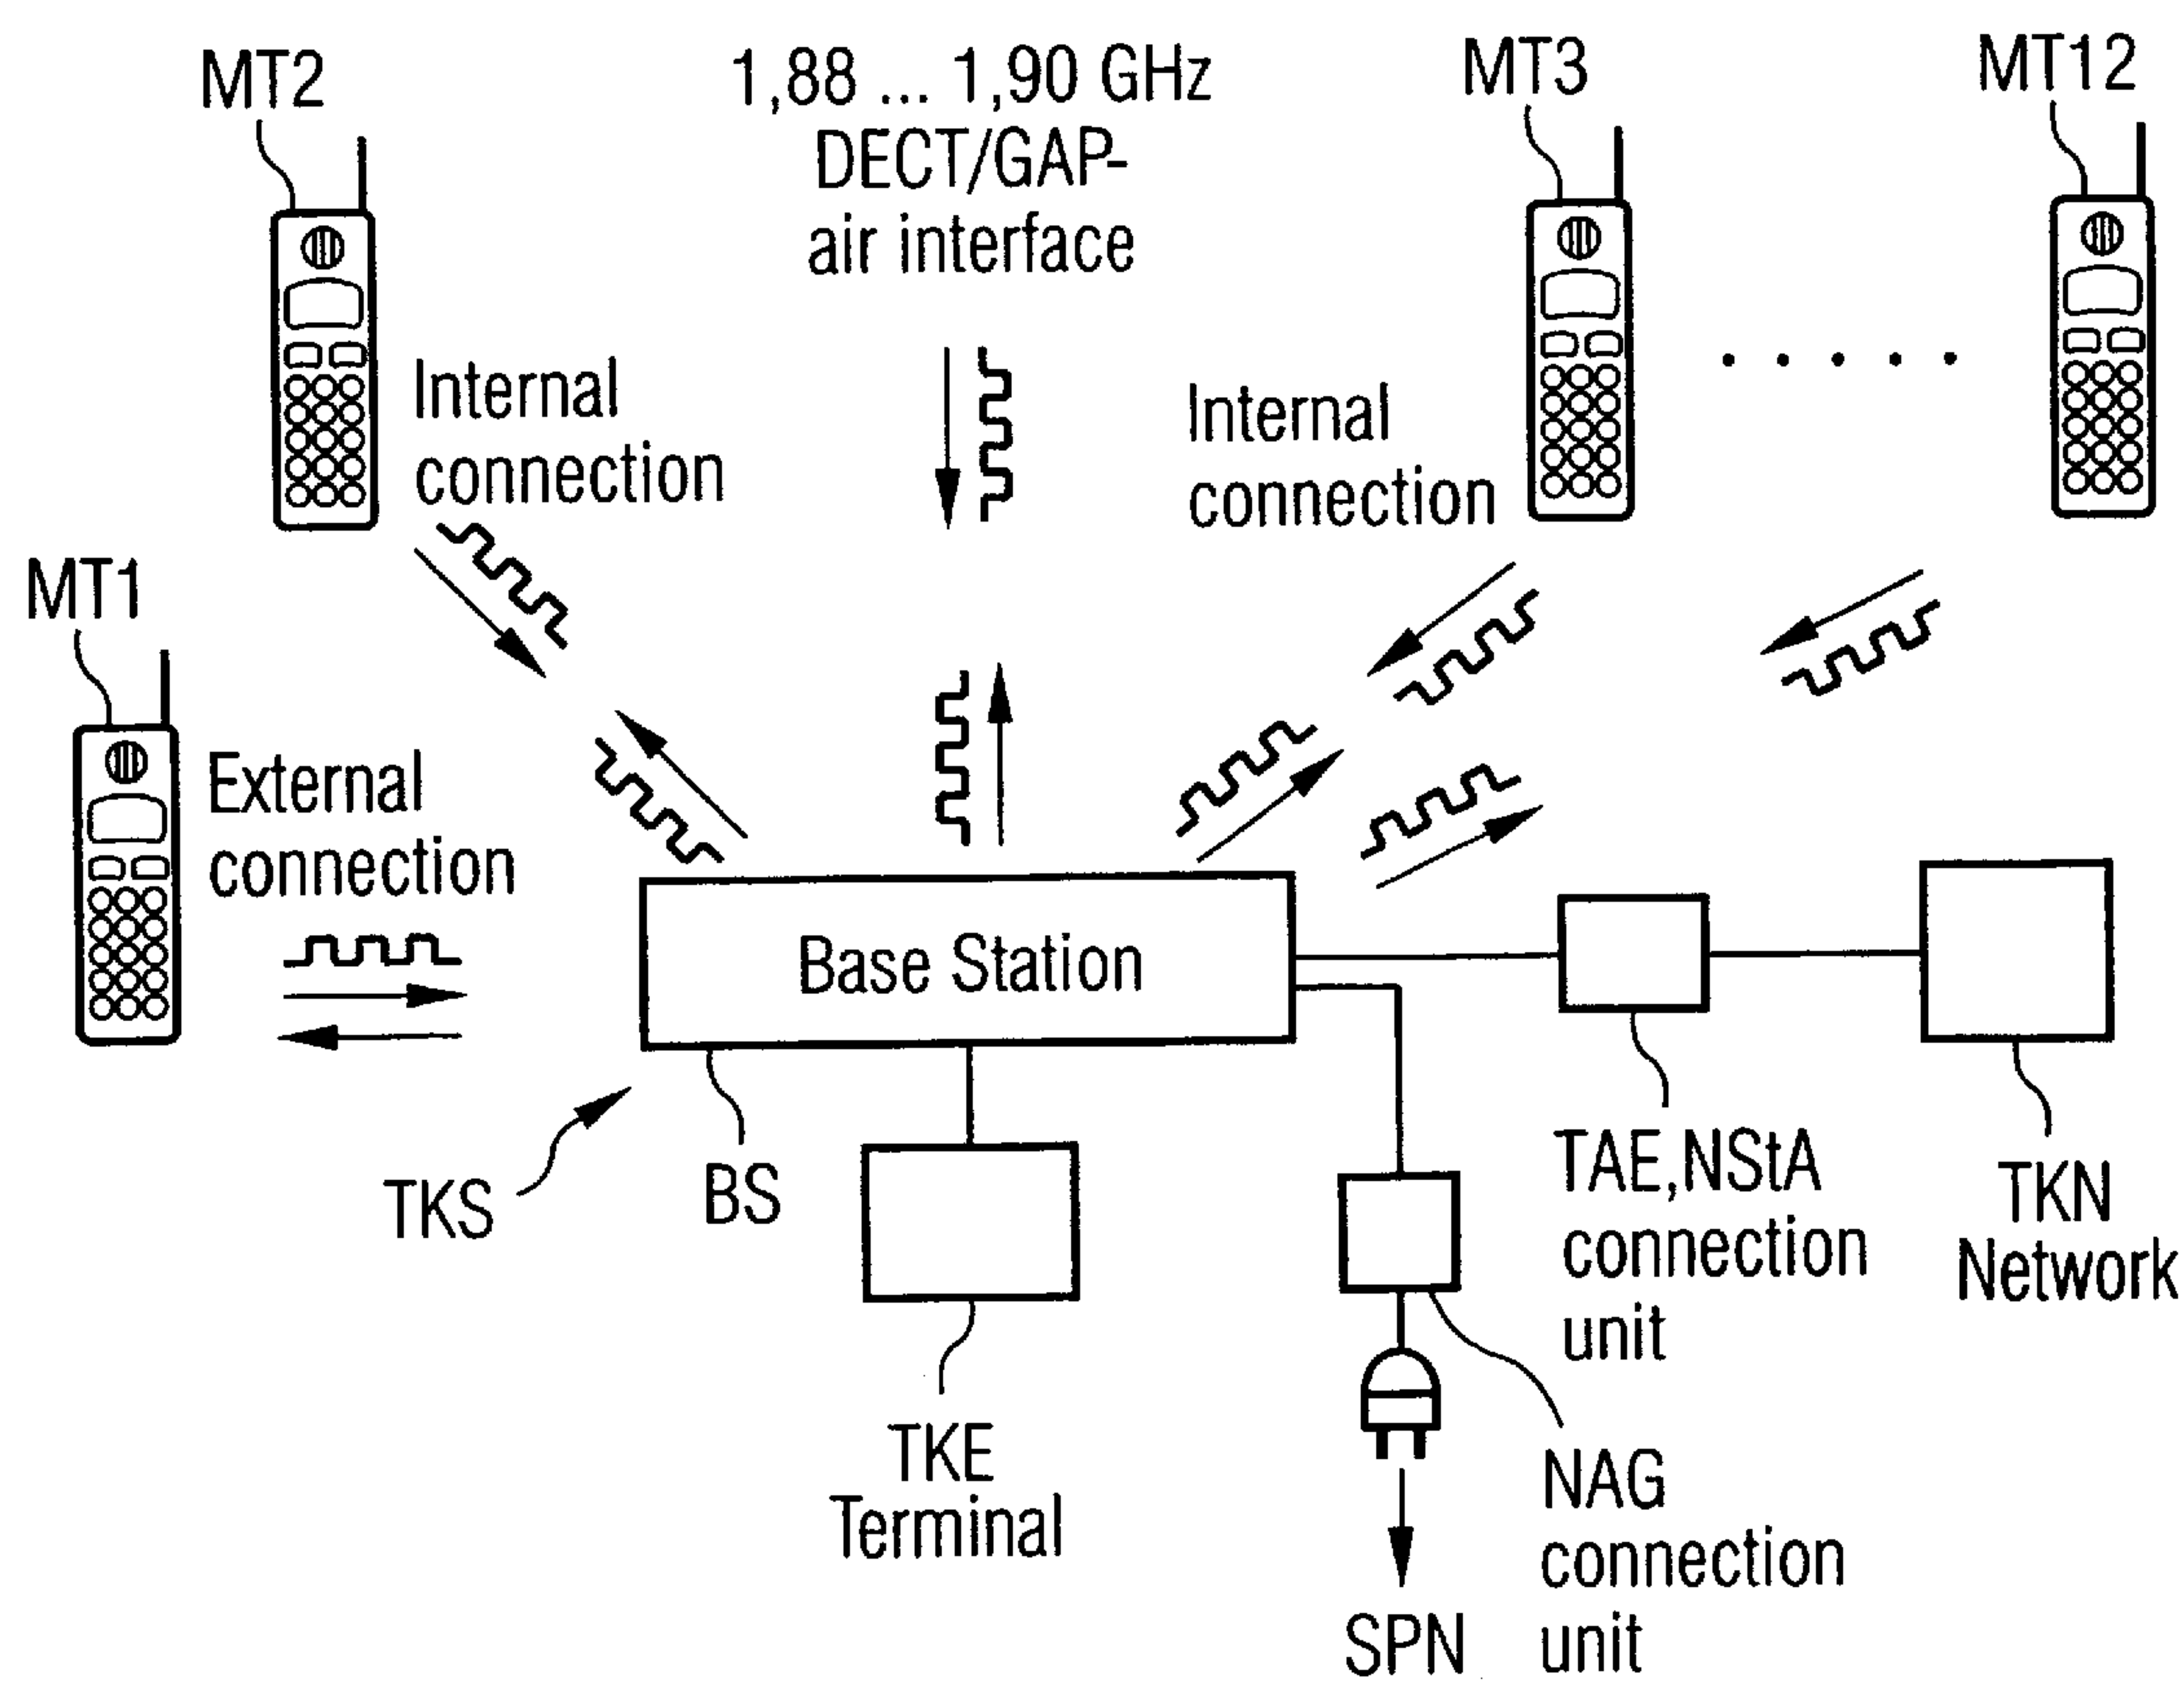 MT2
1,88 ... 1,90 GHz
DECT/GAP-
air interface
MT3
MT12
Internal
connection
Internal
connection
MT1
External
connection
Base Station
TKS
BS
TKE
Terminal
TAE,NStA
connection
unit
TKN
Network
NAG
connection
unit
SPN